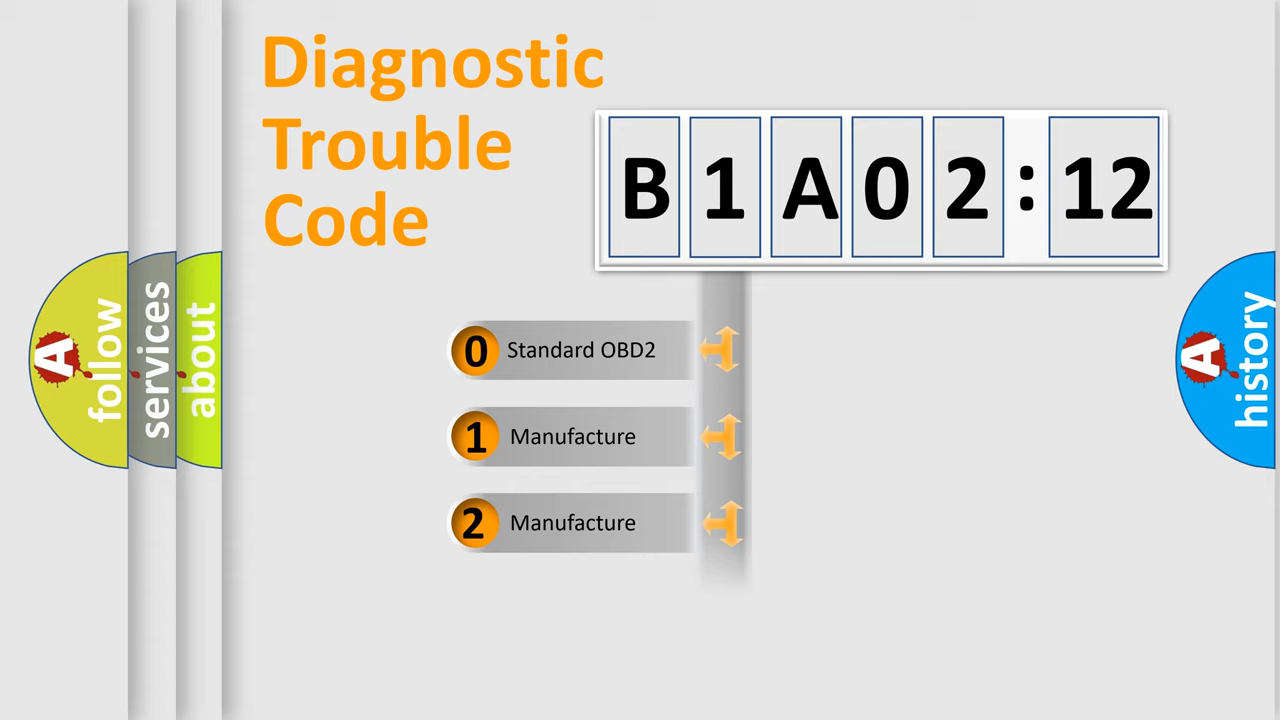 Diagnostic
Trouble
Code
B 1 A 0 2 : 12
0 Standard OBD2
1 Manufacture
2 Manufacture
A follow
services
about
A history